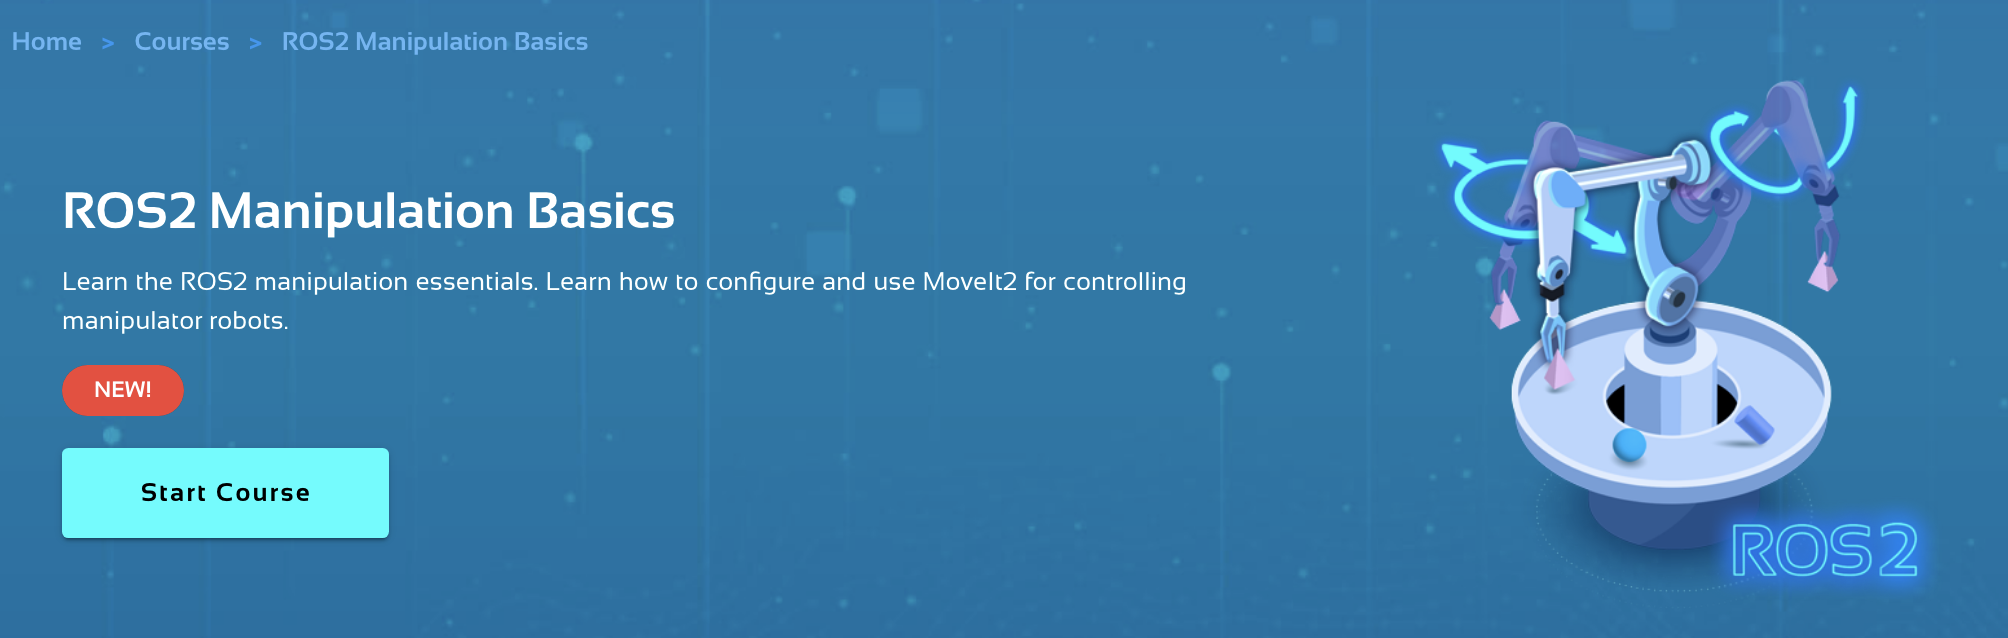 Home > Courses > ROS2 Manipulation Basics
ROS2 Manipulation Basics
Learn the ROS2 manipulation essentials. Learn how to configure and use MoveIt2 for controlling
manipulator robots.
NEW!
Start Course
ROS2